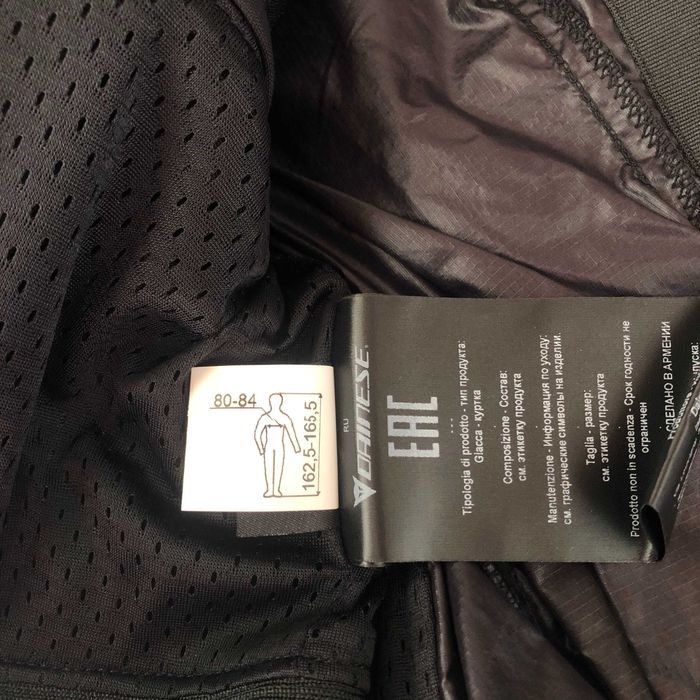 80-84
162,5-165,5
DAINESE
RU
EAC
Tipologia di prodotto - тип продукта:
Giacca - куртка
Composizione - Состав:
см. этикетку продукта
Manutenzione - Информация по уходу:
см. графические символы на изделии.
Taglia - размер:
см. этикетку продукта
Prodotto non in scadenza - Срок годности не
ограничен
СДЕЛАНО В АРМЕНИИ